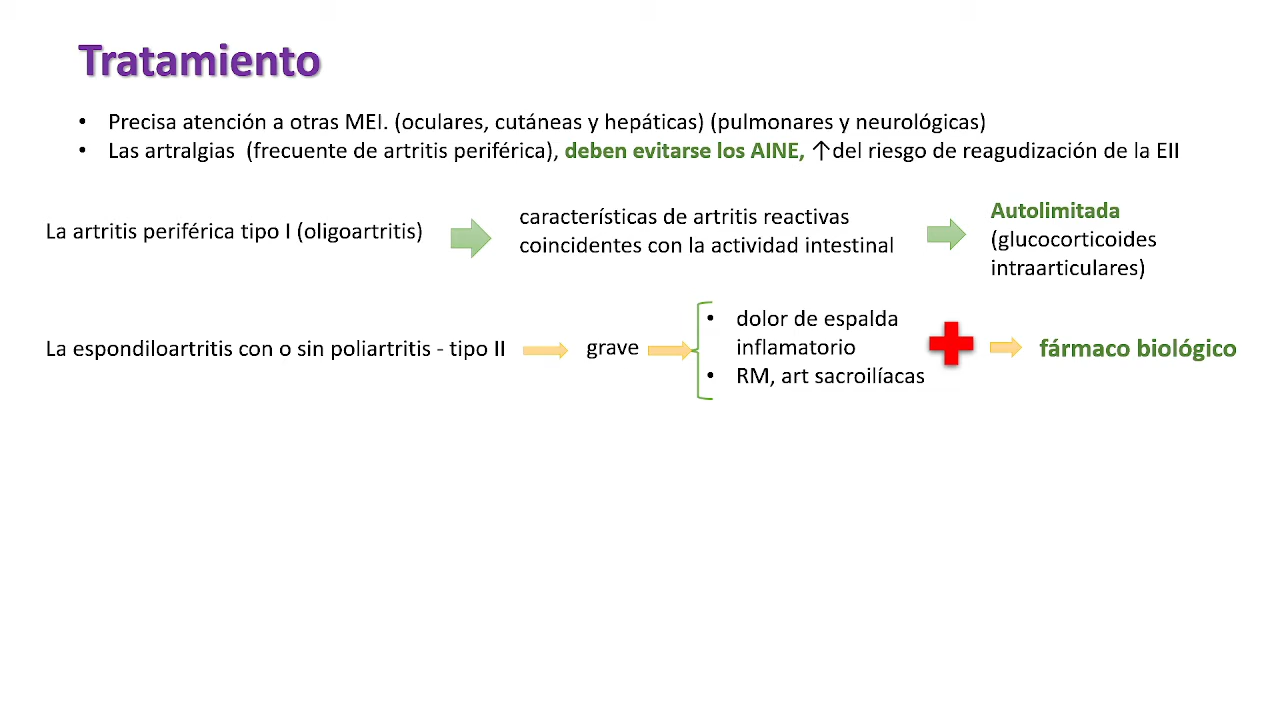 Tratamiento
• Precisa atención a otras MEI. (oculares, cutáneas y hepáticas) (pulmonares y neurológicas)
• Las artralgias (frecuente de artritis periférica), deben evitarse los AINE, ↑del riesgo de reagudización de la EII
La artritis periférica tipo I (oligoartritis)
características de artritis reactivas
coincidentes con la actividad intestinal
Autolimitada
(glucocorticoides
intraarticulares)
La espondiloartritis con o sin poliartritis - tipo II
grave
• dolor de espalda
inflamatorio
• RM, art sacroilíacas
fármaco biológico